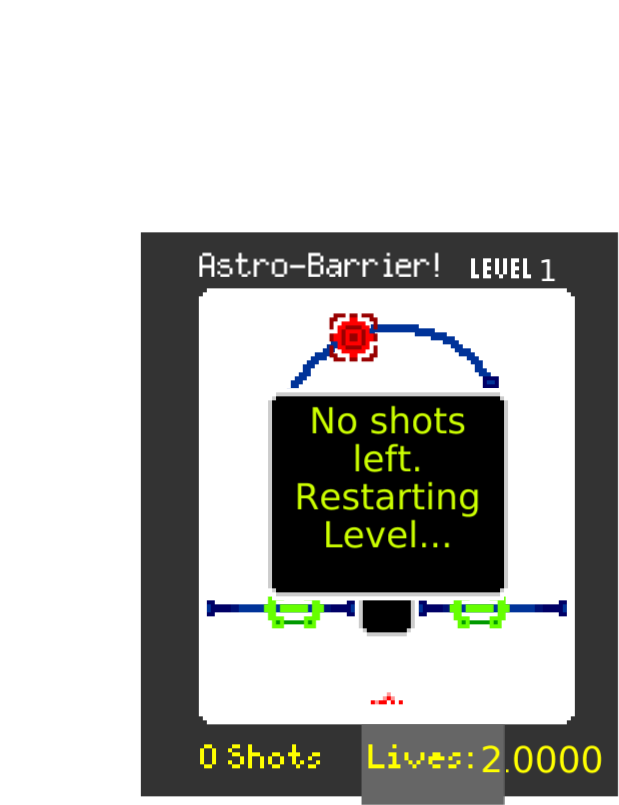 Astro-Barrier! LEVEL 1
No shots
left.
Restarting
Level...
0 Shots Lives: 2.0000